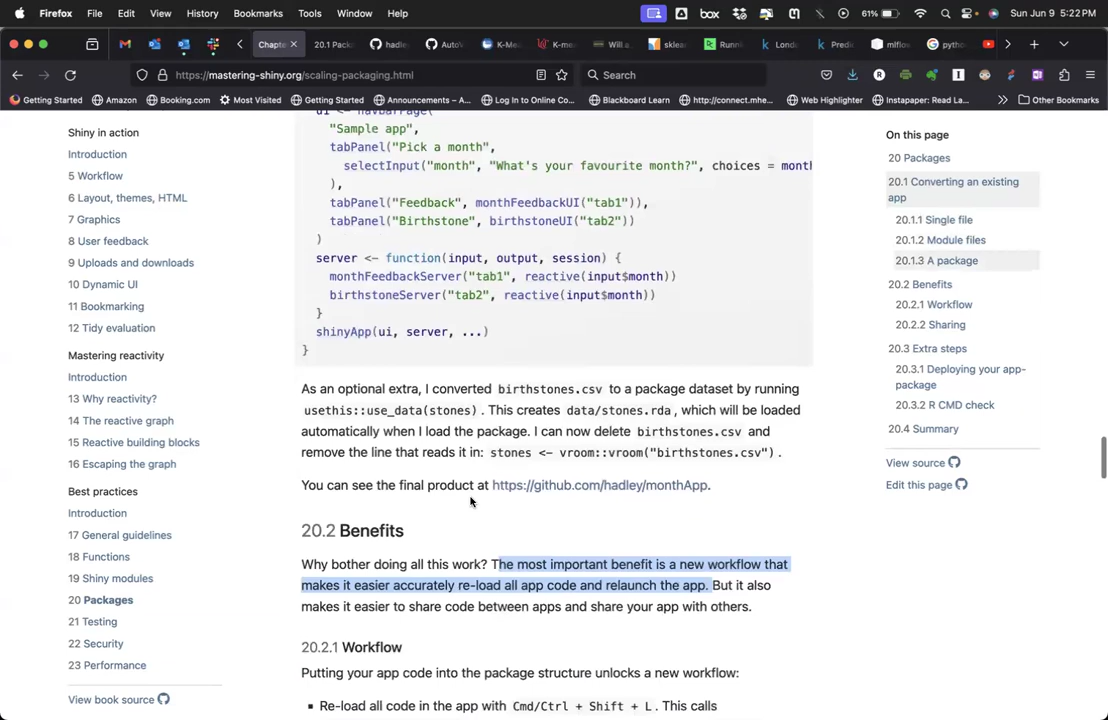 Firefox File Edit View History Bookmarks Tools Window Help
box
61%
Sun Jun 9 5:22 PM
Chapt
20.1 Pack
hadley
Auto
K-Med
K-me
Will a
sklear
Runni
Lond
Predi
mlflow
python
https://mastering-shiny.org/scaling-packaging.html
Search
Getting Started
Amazon
Booking.com
Most Visited
Getting Started
Announcements – A...
Log In to Online Co...
Blackboard Learn
http://connect.mhe...
Web Highlighter
Instapaper: Read La...
Other Bookmarks
Shiny in action
Introduction
5 Workflow
6 Layout, themes, HTML
7 Graphics
8 User feedback
9 Uploads and downloads
10 Dynamic UI
11 Bookmarking
12 Tidy evaluation
Mastering reactivity
Introduction
13 Why reactivity?
14 The reactive graph
15 Reactive building blocks
16 Escaping the graph
Best practices
Introduction
17 General guidelines
18 Functions
19 Shiny modules
20 Packages
21 Testing
22 Security
23 Performance
View book source
ui <- navbarPage(
"Sample app",
tabPanel("Pick a month",
selectInput("month", "What's your favourite month?", choices = month
),
tabPanel("Feedback", monthFeedbackUI("tab1")),
tabPanel("Birthstone", birthstoneUI("tab2"))
)
server <- function(input, output, session) {
monthFeedbackServer("tab1", reactive(input$month))
birthstoneServer("tab2", reactive(input$month))
}
shinyApp(ui, server, ...)
}
As an optional extra, I converted birthstones.csv to a package dataset by running
usethis::use_data(stones). This creates data/stones.rda, which will be loaded
automatically when I load the package. I can now delete birthstones.csv and
remove the line that reads it in: stones <- vroom::vroom("birthstones.csv").
You can see the final product at https://github.com/hadley/monthApp.
20.2 Benefits
Why bother doing all this work? The most important benefit is a new workflow that
makes it easier accurately re-load all app code and relaunch the app. But it also
makes it easier to share code between apps and share your app with others.
20.2.1 Workflow
Putting your app code into the package structure unlocks a new workflow:
▪ Re-load all code in the app with Cmd/Ctrl + Shift + L. This calls
On this page
20 Packages
20.1 Converting an existing
app
20.1.1 Single file
20.1.2 Module files
20.1.3 A package
20.2 Benefits
20.2.1 Workflow
20.2.2 Sharing
20.3 Extra steps
20.3.1 Deploying your app-
package
20.3.2 R CMD check
20.4 Summary
View source
Edit this page